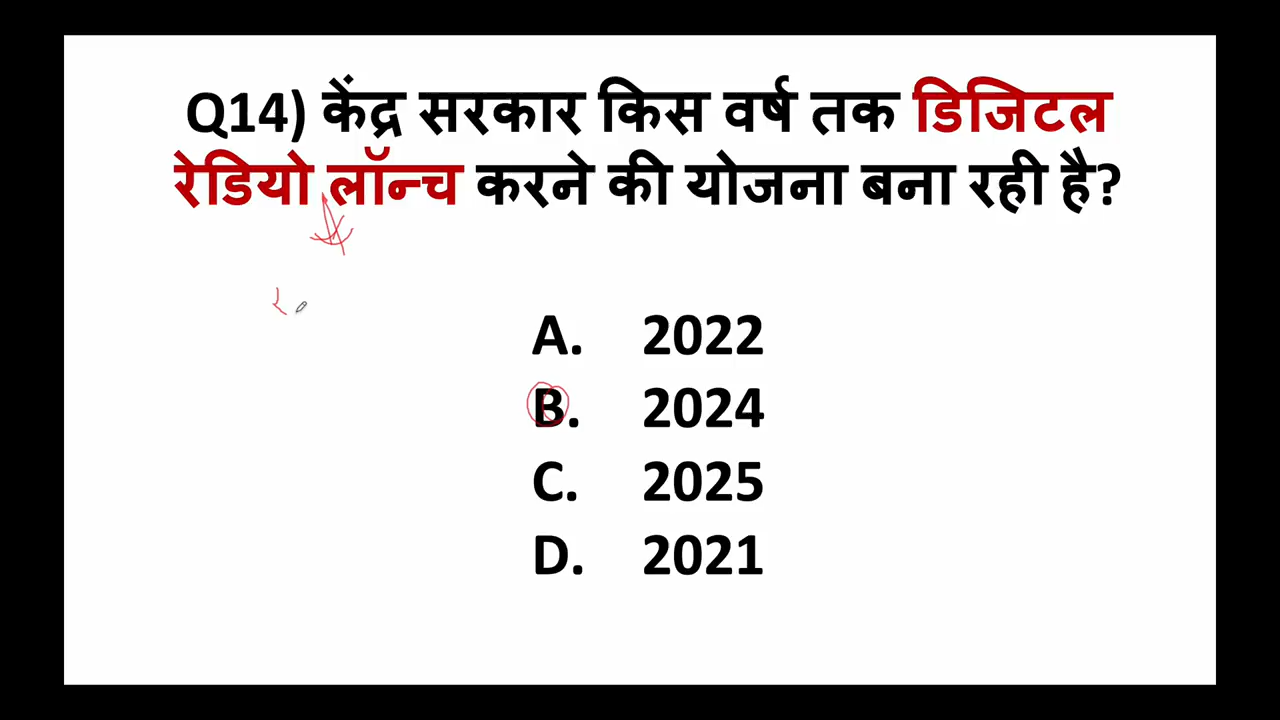 Q14) केंद्र सरकार किस वर्ष तक डिजिटल
रेडियो लॉन्च करने की योजना बना रही है?
A. 2022
B. 2024
C. 2025
D. 2021